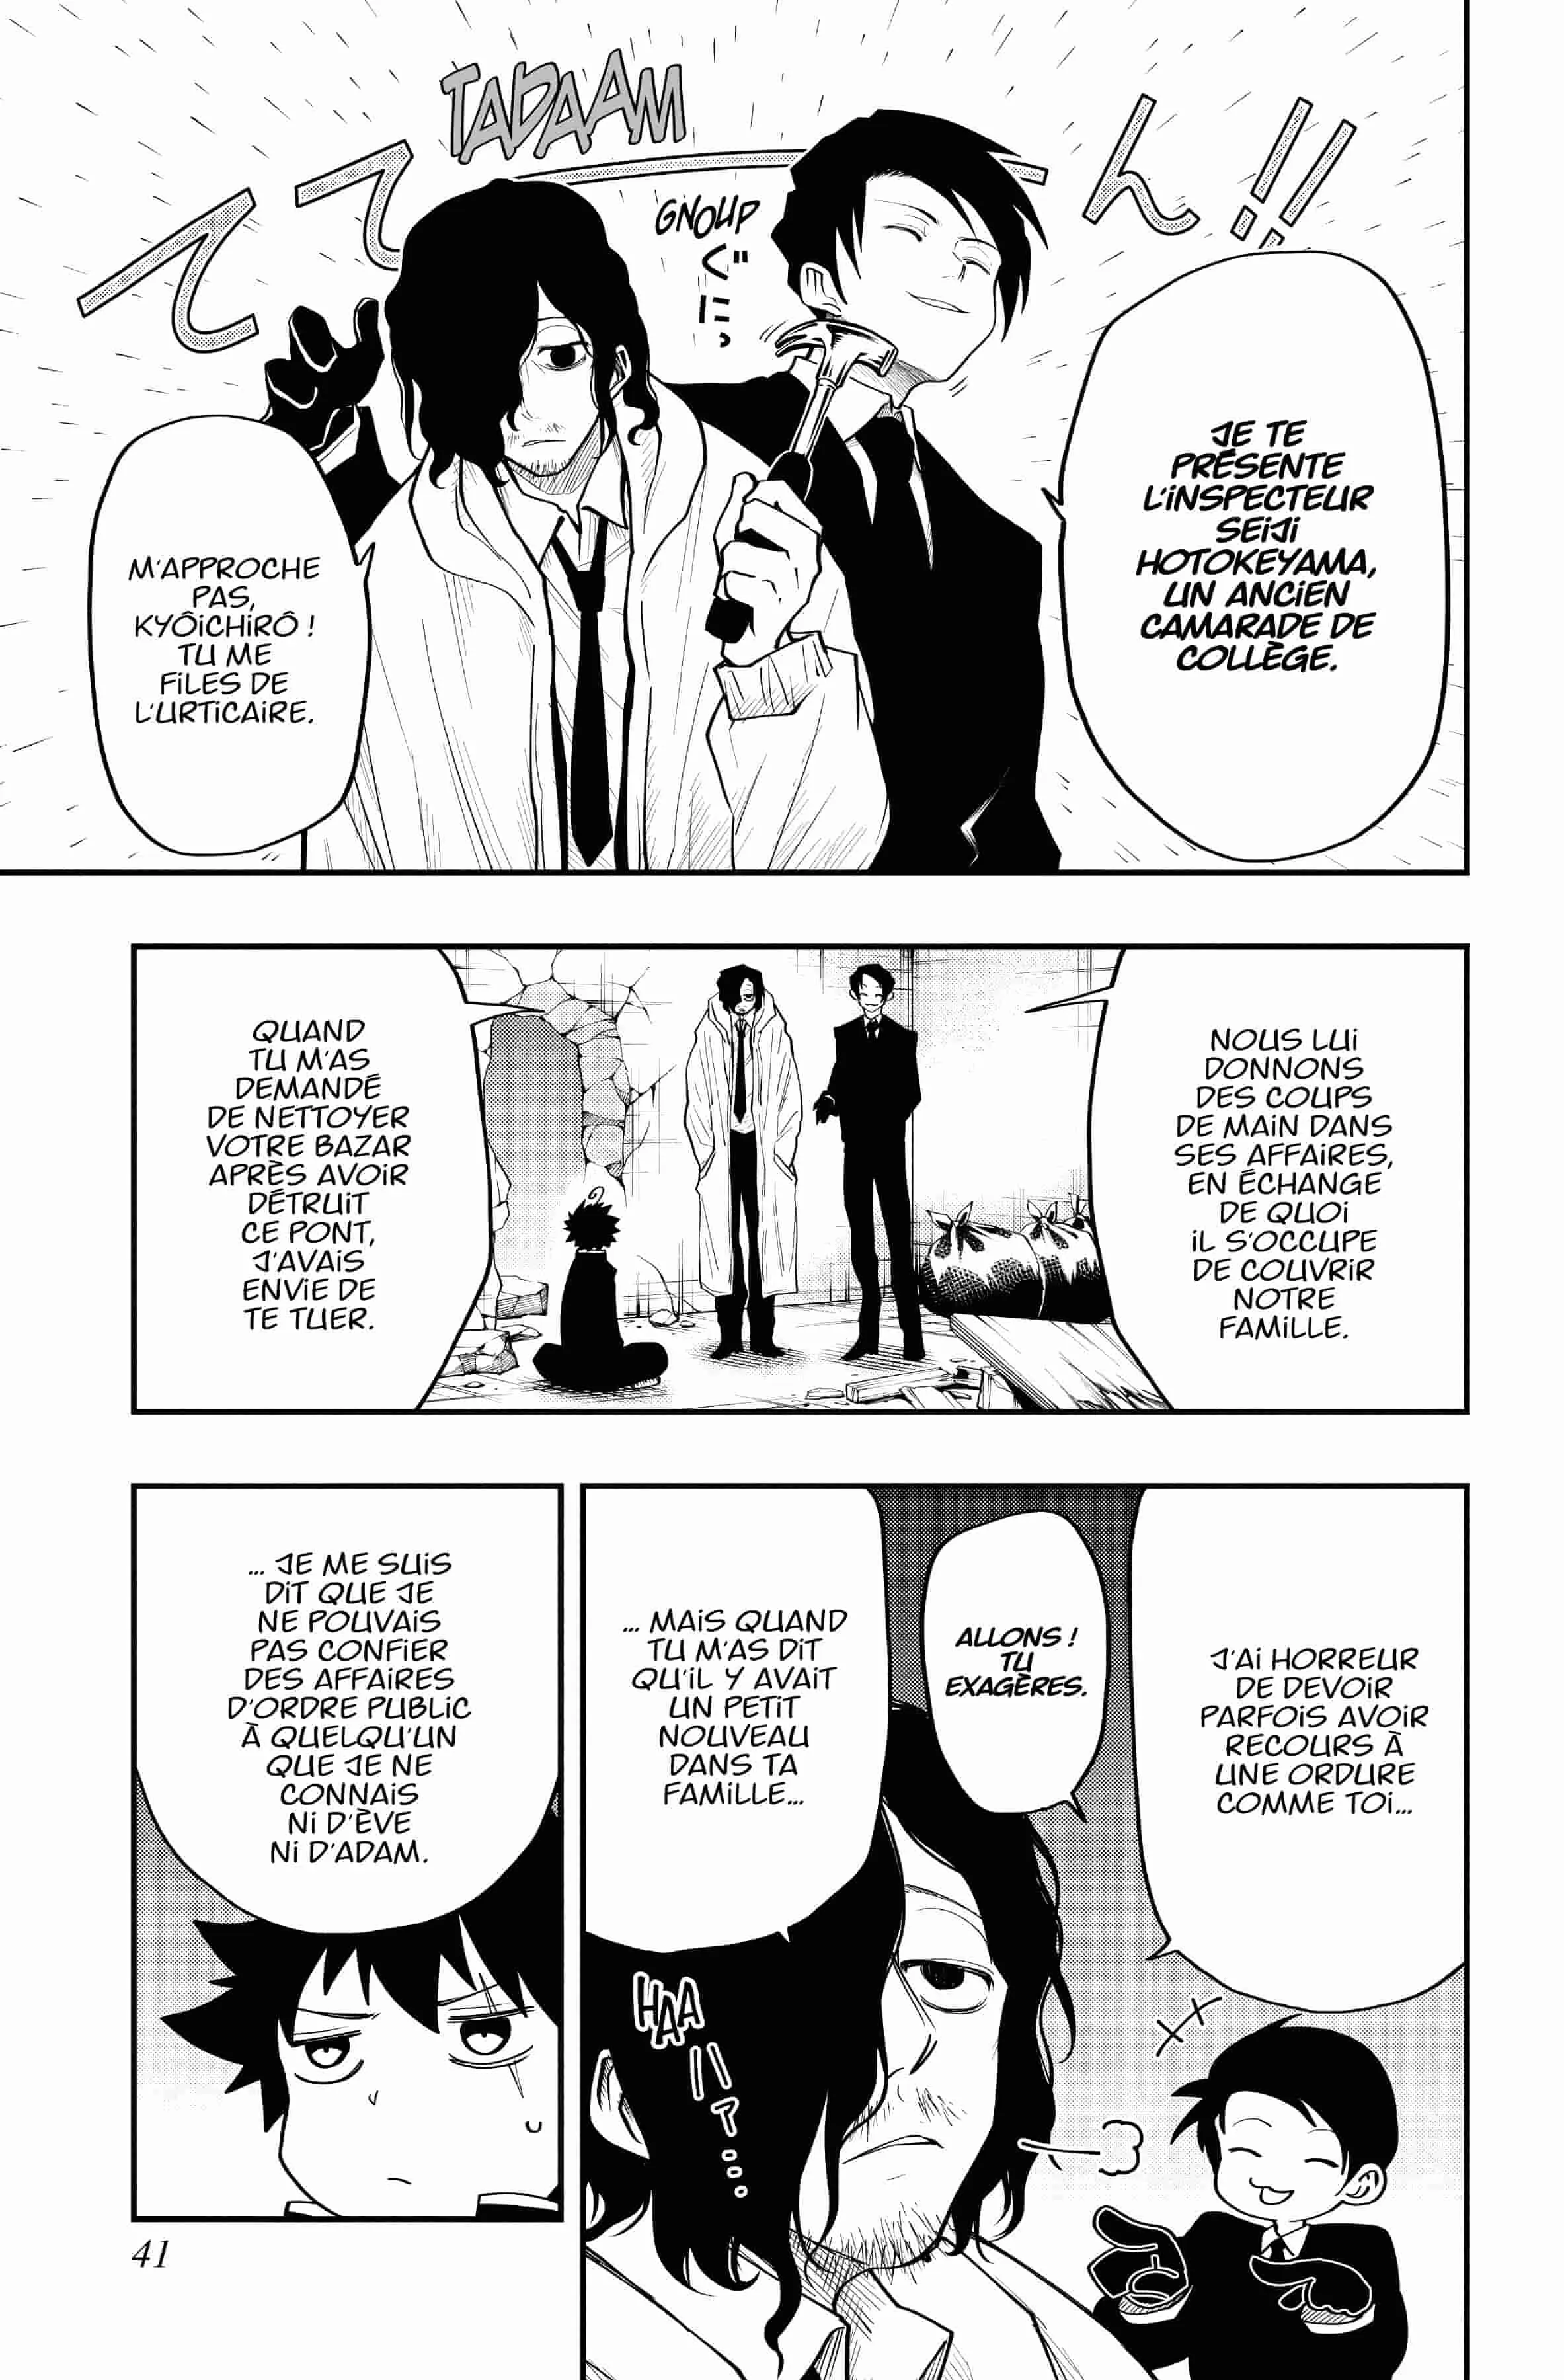 TADAAM
ててーん!!
GNOUP
ぐにっ
JE TE
PRÉSENTE
L'INSPECTEUR
SEIJI
HOTOKEYAMA,
UN ANCIEN
CAMARADE DE
COLLÈGE.
M'APPROCHE
PAS,
KYÔICHIRÔ !
TU ME
FILES DE
L'URTICAIRE.
NOUS LUI
DONNONS
DES COUPS
DE MAIN DANS
SES AFFAIRES,
EN ÉCHANGE
DE QUOI
IL S'OCCUPE
DE COUVRIR
NOTRE
FAMILLE.
QUAND
TU M'AS
DEMANDÉ
DE NETTOYER
VOTRE BAZAR
APRÈS AVOIR
DÉTRUIT
CE PONT,
J'AVAIS
ENVIE DE
TE TUER.
J'AI HORREUR
DE DEVOIR
PARFOIS AVOIR
RECOURS À
UNE ORDURE
COMME TOI...
ALLONS !
TU
EXAGÈRES.
... MAIS QUAND
TU M'AS DIT
QU'IL Y AVAIT
UN PETIT
NOUVEAU
DANS TA
FAMILLE...
HAA
ハァ...
... JE ME SUIS
DIT QUE JE
NE POUVAIS
PAS CONFIER
DES AFFAIRES
D'ORDRE PUBLIC
À QUELQU'UN
QUE JE NE
CONNAIS
NI D'ÈVE
NI D'ADAM.
41